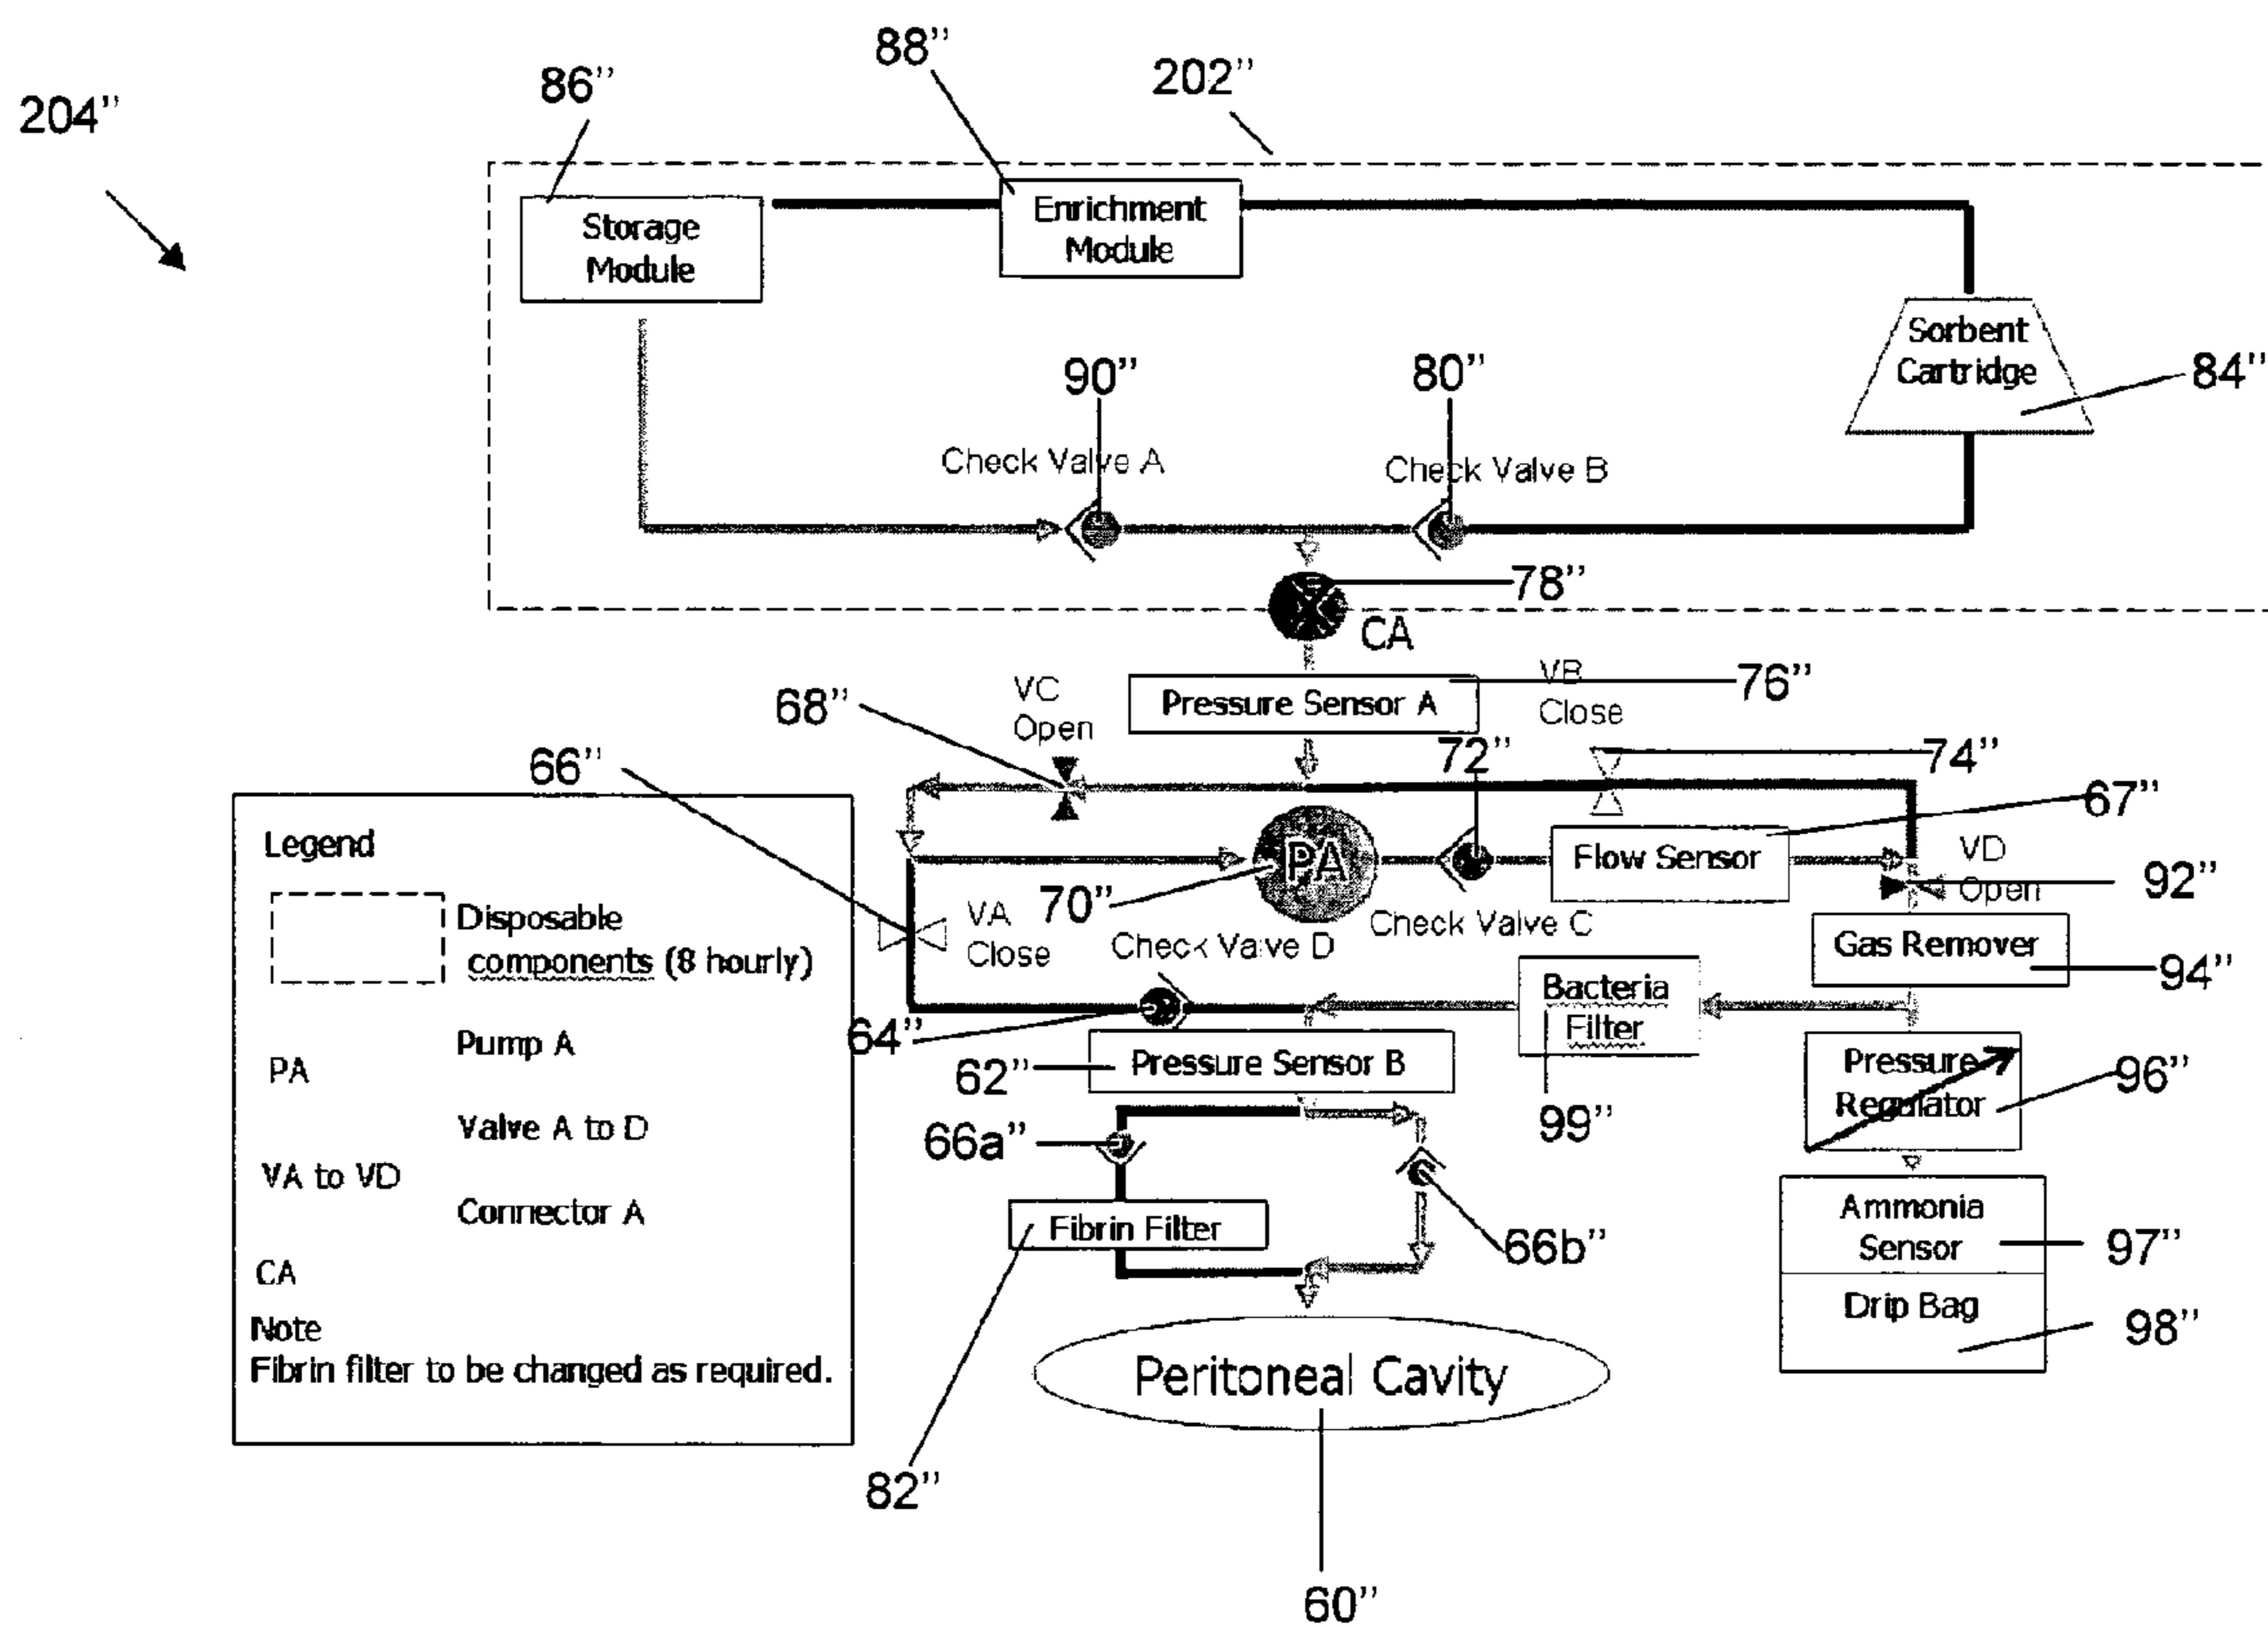 204”
86”
88”
202”
Storage
Module
Enrichment
Module
Sorbent
Cartridge
84”
90”
80”
Check Valve A
Check Valve B
78”
CA
68”
VC
Open
Pressure Sensor A
VB
Close
76”
66”
72”
74”
67”
PA
Flow Sensor
VD
Open
92”
70”
VA
Close
Check Valve D
Check Valve C
Gas Remover
94”
64”
Bacteria
Filter
62”
Pressure Sensor B
99”
Pressure
Regulator
96”
66a”
Fibrin Filter
66b”
Ammonia
Sensor
97”
Drip Bag
98”
Peritoneal Cavity
82”
60”
Legend
Disposable
components (8 hourly)
Pump A
PA
Valve A to D
VA to VD
Connector A
CA
Note
Fibrin filter to be changed as required.